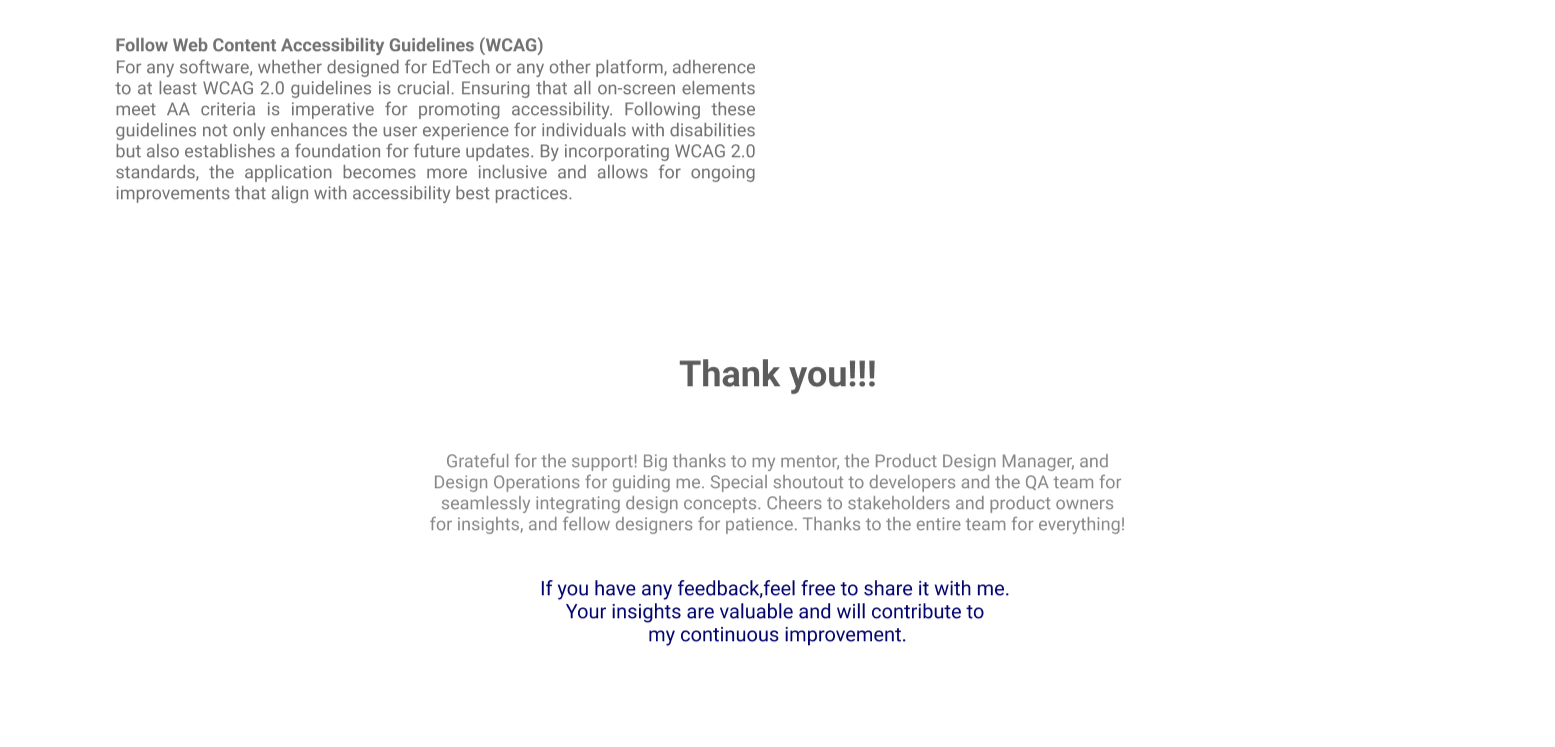 Follow Web Content Accessibility Guidelines (WCAG)
For any software, whether designed for EdTech or any other platform, adherence
to at least WCAG 2.0 guidelines is crucial. Ensuring that all on-screen elements
meet AA criteria is imperative for promoting accessibility. Following these
guidelines not only enhances the user experience for individuals with disabilities
but also establishes a foundation for future updates. By incorporating WCAG 2.0
standards, the application becomes more inclusive and allows for ongoing
improvements that align with accessibility best practices.
Thank you!!!
Grateful for the support! Big thanks to my mentor, the Product Design Manager, and
Design Operations for guiding me. Special shoutout to developers and the QA team for
seamlessly integrating design concepts. Cheers to stakeholders and product owners
for insights, and fellow designers for patience. Thanks to the entire team for everything!
If you have any feedback,feel free to share it with me.
Your insights are valuable and will contribute to
my continuous improvement.